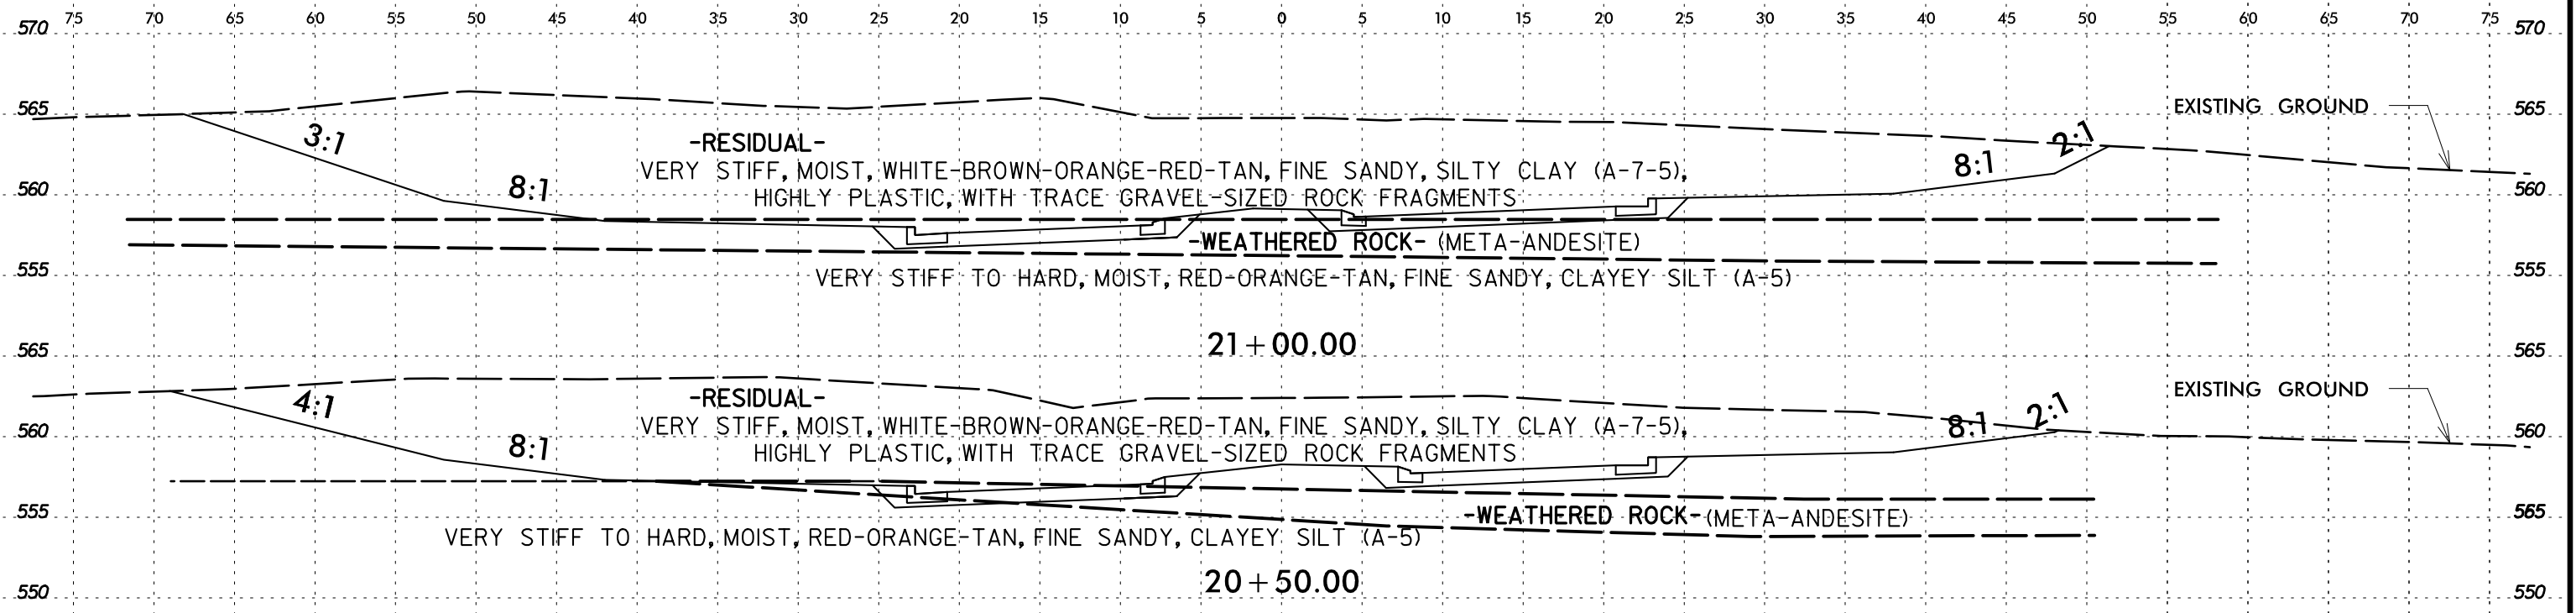 75 70 65 60 55 50 45 40 35 30 25 20 15 10 5 0 5 10 15 20 25 30 35 40 45 50 55 60 65 70 75
570 570
565 565
EXISTING GROUND
3:1
2:1
-RESIDUAL-
VERY STIFF, MOIST, WHITE-BROWN-ORANGE-RED-TAN, FINE SANDY, SILTY CLAY (A-7-5),
8:1
8:1
560 560
HIGHLY PLASTIC, WITH TRACE GRAVEL-SIZED ROCK FRAGMENTS
-WEATHERED ROCK- (META-ANDESITE)
555 555
VERY STIFF TO HARD, MOIST, RED-ORANGE-TAN, FINE SANDY, CLAYEY SILT (A-5)
21+00.00
565 565
EXISTING GROUND
4:1
2:1
-RESIDUAL-
VERY STIFF, MOIST, WHITE-BROWN-ORANGE-RED-TAN, FINE SANDY, SILTY CLAY (A-7-5),
8:1
560 560
8:1
HIGHLY PLASTIC, WITH TRACE GRAVEL-SIZED ROCK FRAGMENTS
555 565
-WEATHERED ROCK- (META-ANDESITE)
VERY STIFF TO HARD, MOIST, RED-ORANGE-TAN, FINE SANDY, CLAYEY SILT (A-5)
20+50.00
550 550